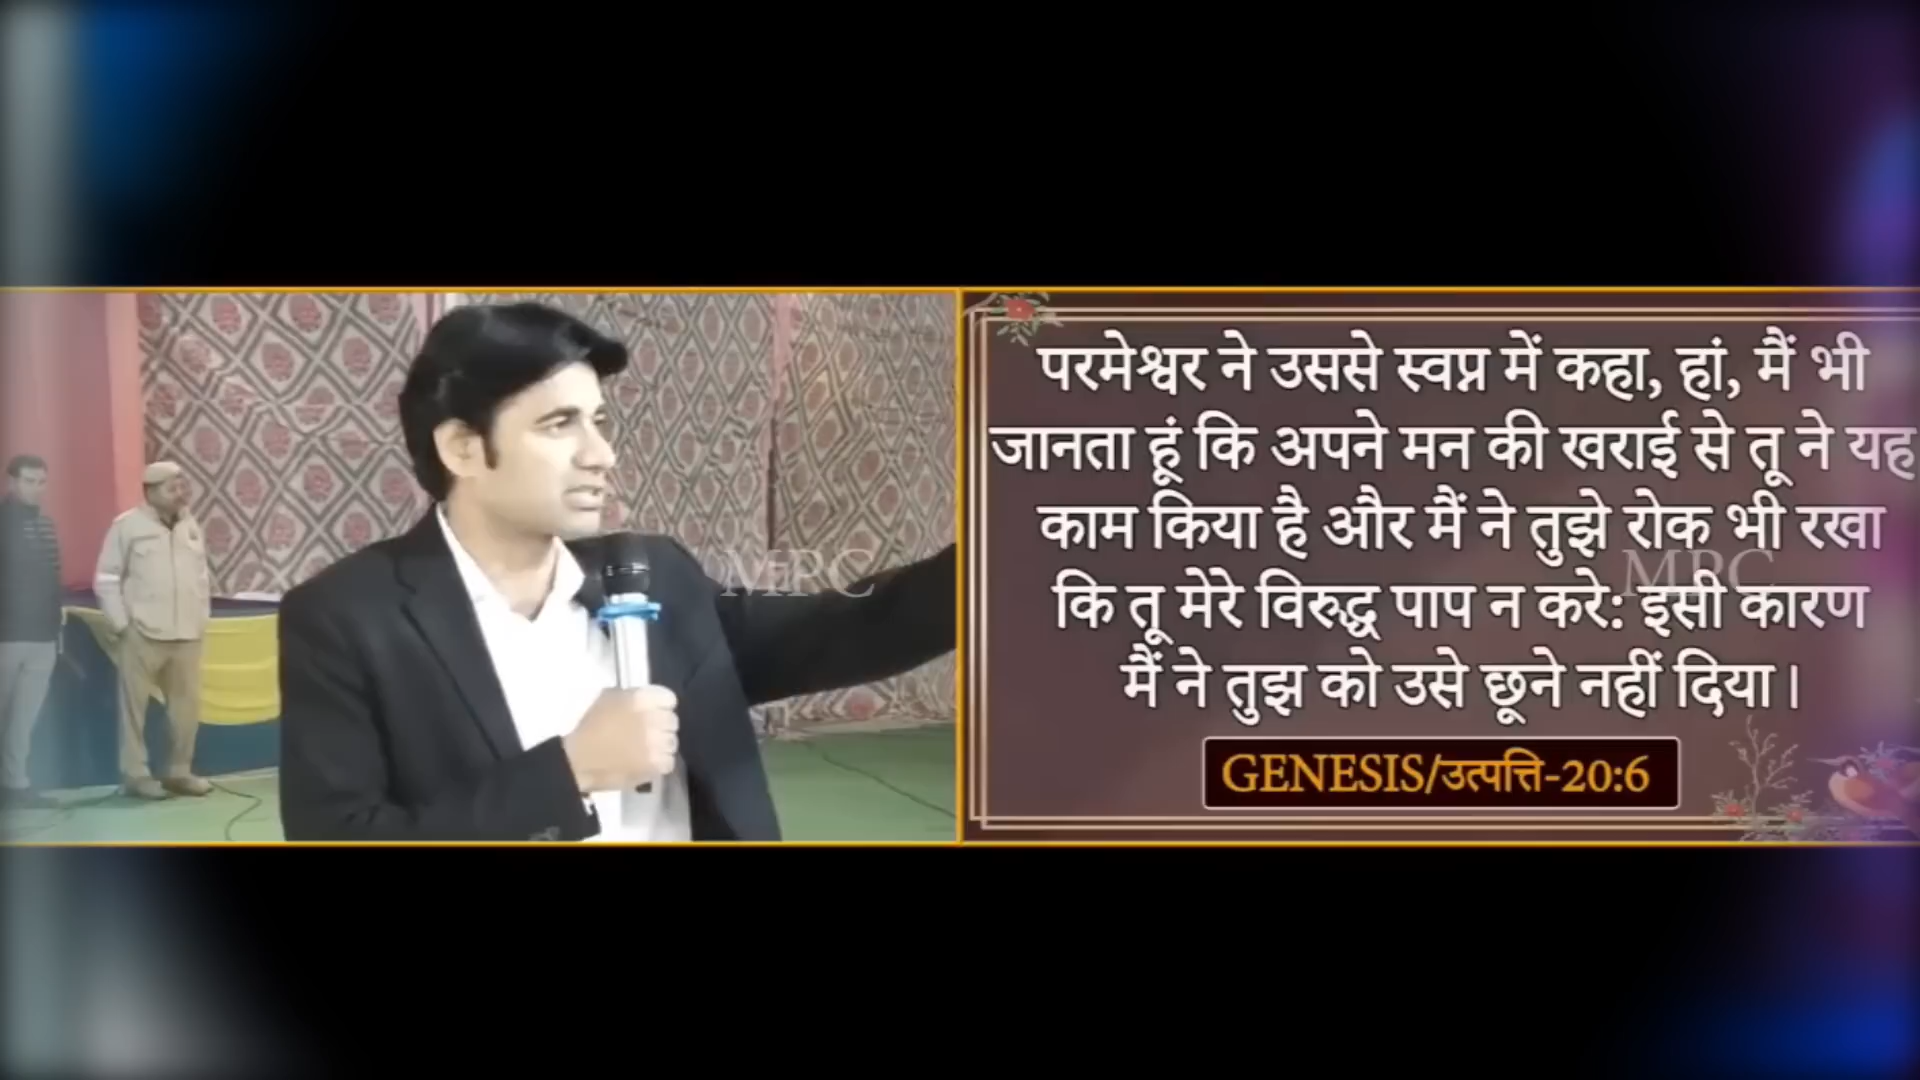 परमेश्वर ने उससे स्वप्न में कहा, हां, मैं भी
जानता हूं कि अपने मन की खराई से तू ने यह
काम किया है और मैं ने तुझे रोक भी रखा
कि तू मेरे विरुद्ध पाप न करे: इसी कारण
मैं ने तुझ को उसे छूने नहीं दिया।
GENESIS/उत्पत्ति-20:6
MPC
MPC